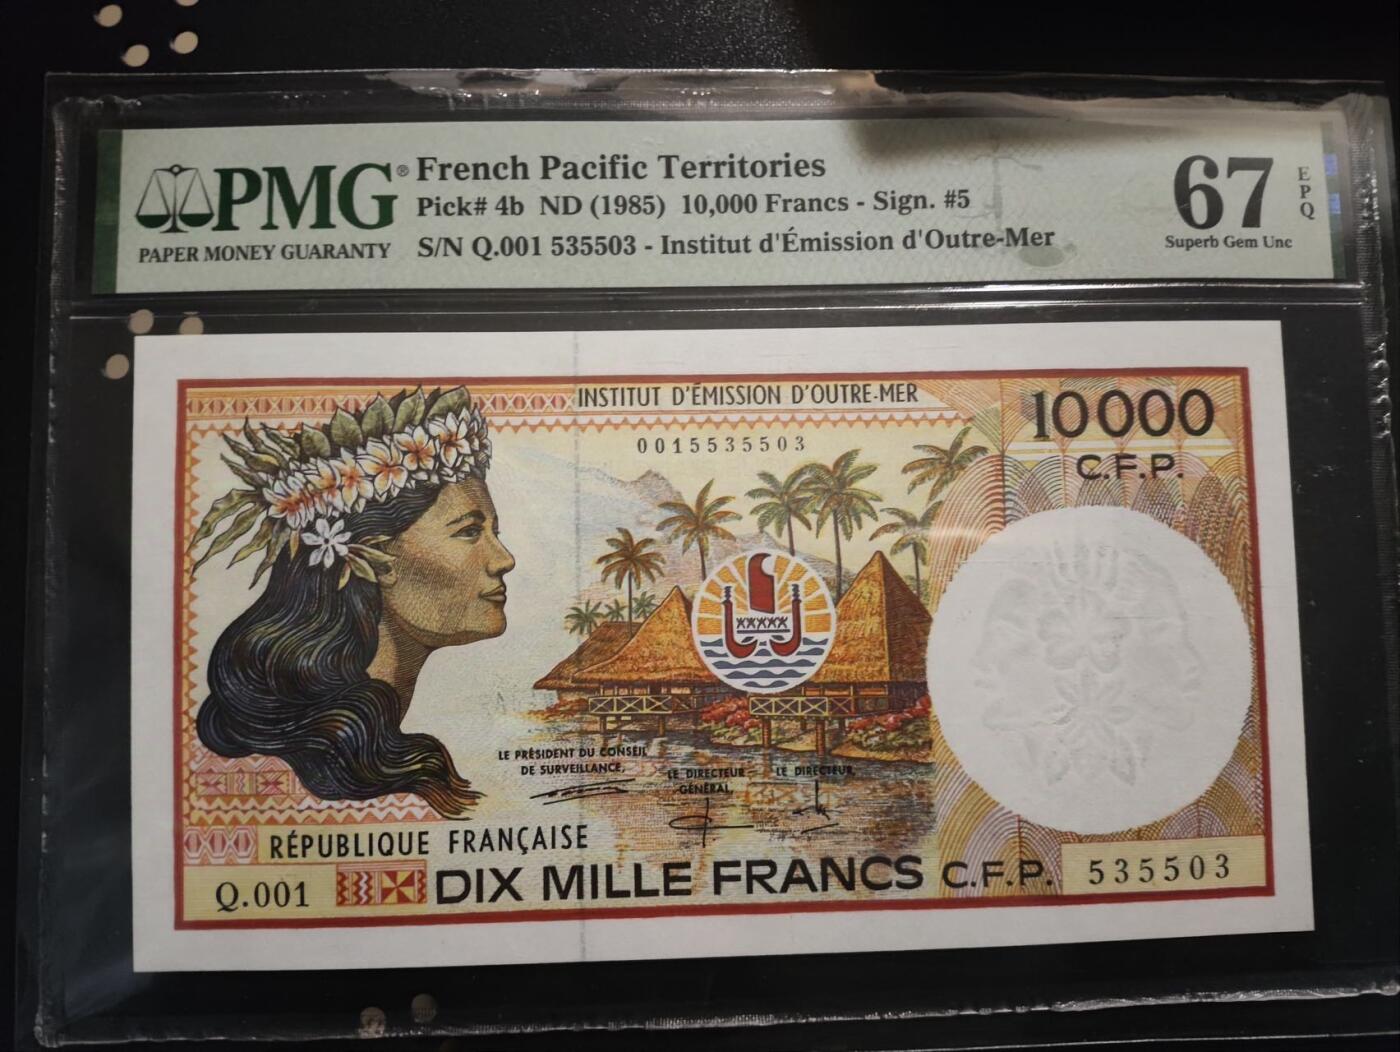 PMG®
PAPER MONEY GUARANTY
French Pacific Territories
Pick# 4b ND (1985) 10,000 Francs - Sign. #5
S/N Q.001 535503 - Institut d'Émission d'Outre-Mer
67
EPQ
Superb Gem Unc
INSTITUT D'ÉMISSION D'OUTRE-MER
0015535503
10000
C.F.P.
LE PRÉSIDENT DU CONSEIL
DE SURVEILLANCE,
LE DIRECTEUR
GÉNÉRAL,
LE DIRECTEUR,
RÉPUBLIQUE FRANÇAISE
Q.001
DIX MILLE FRANCS C.F.P.
535503